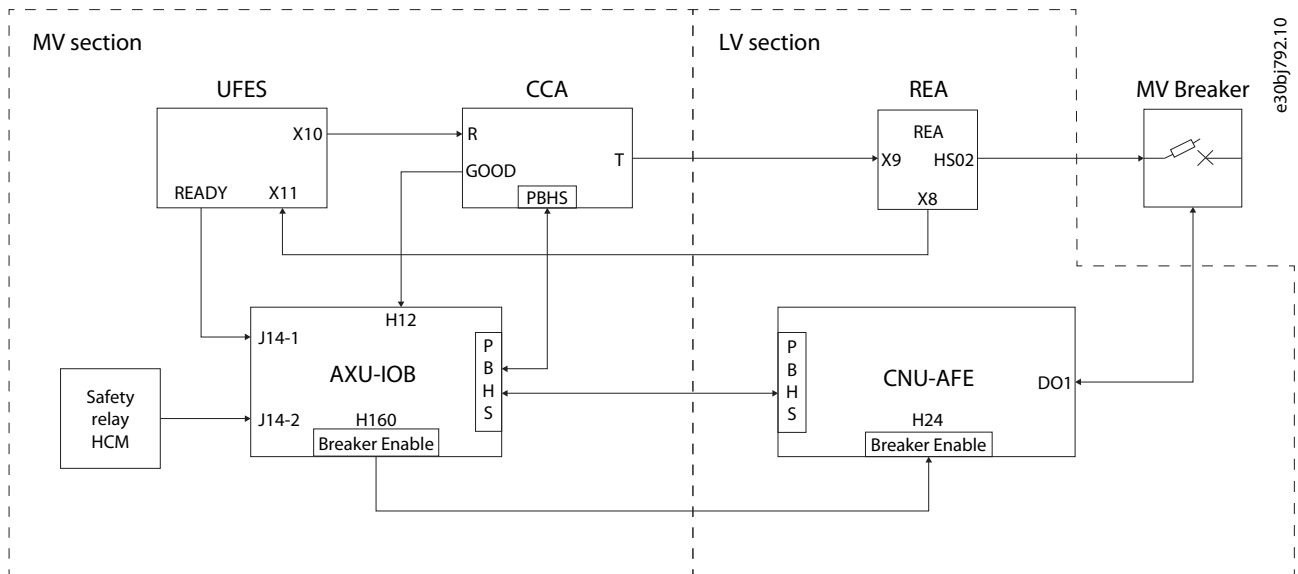 MV section
LV section
e30bj792.10
UFES
CCA
REA
MV Breaker
X10
READY
X11
R
GOOD
T
PBHS
REA
X9
HS02
X8
H12
J14-1
AXU-IOB
J14-2
H160
Breaker Enable
P
B
H
S
Safety
relay
HCM
P
B
H
S
CNU-AFE
DO1
H24
Breaker Enable